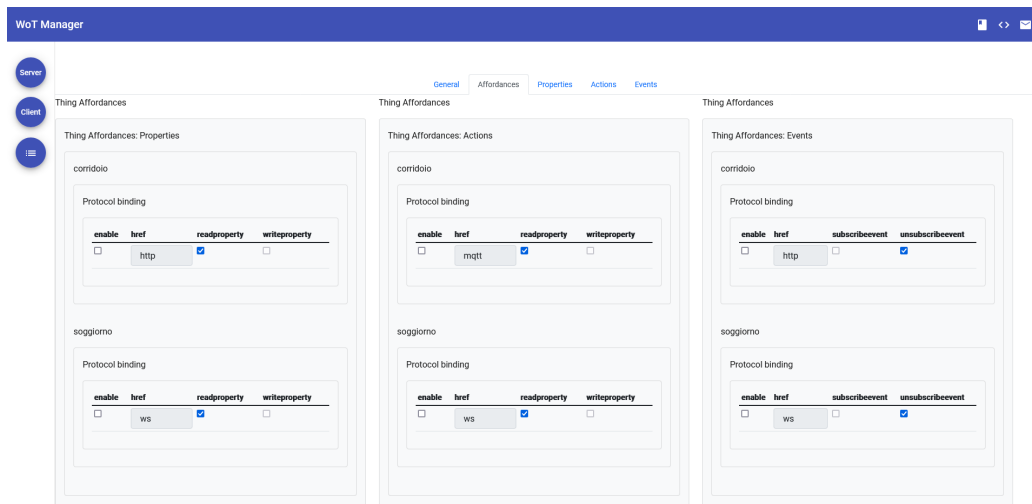 WoT Manager
Server
Client
General Affordances Properties Actions Events
Thing Affordances
Thing Affordances: Properties
corridoio
Protocol binding
enable href readproperty writeproperty
http
soggiorno
Protocol binding
enable href readproperty writeproperty
ws
Thing Affordances
Thing Affordances: Actions
corridoio
Protocol binding
enable href readproperty writeproperty
mqtt
soggiorno
Protocol binding
enable href readproperty writeproperty
ws
Thing Affordances
Thing Affordances: Events
corridoio
Protocol binding
enable href subscribeevent unsubscribeevent
http
soggiorno
Protocol binding
enable href subscribeevent unsubscribeevent
ws